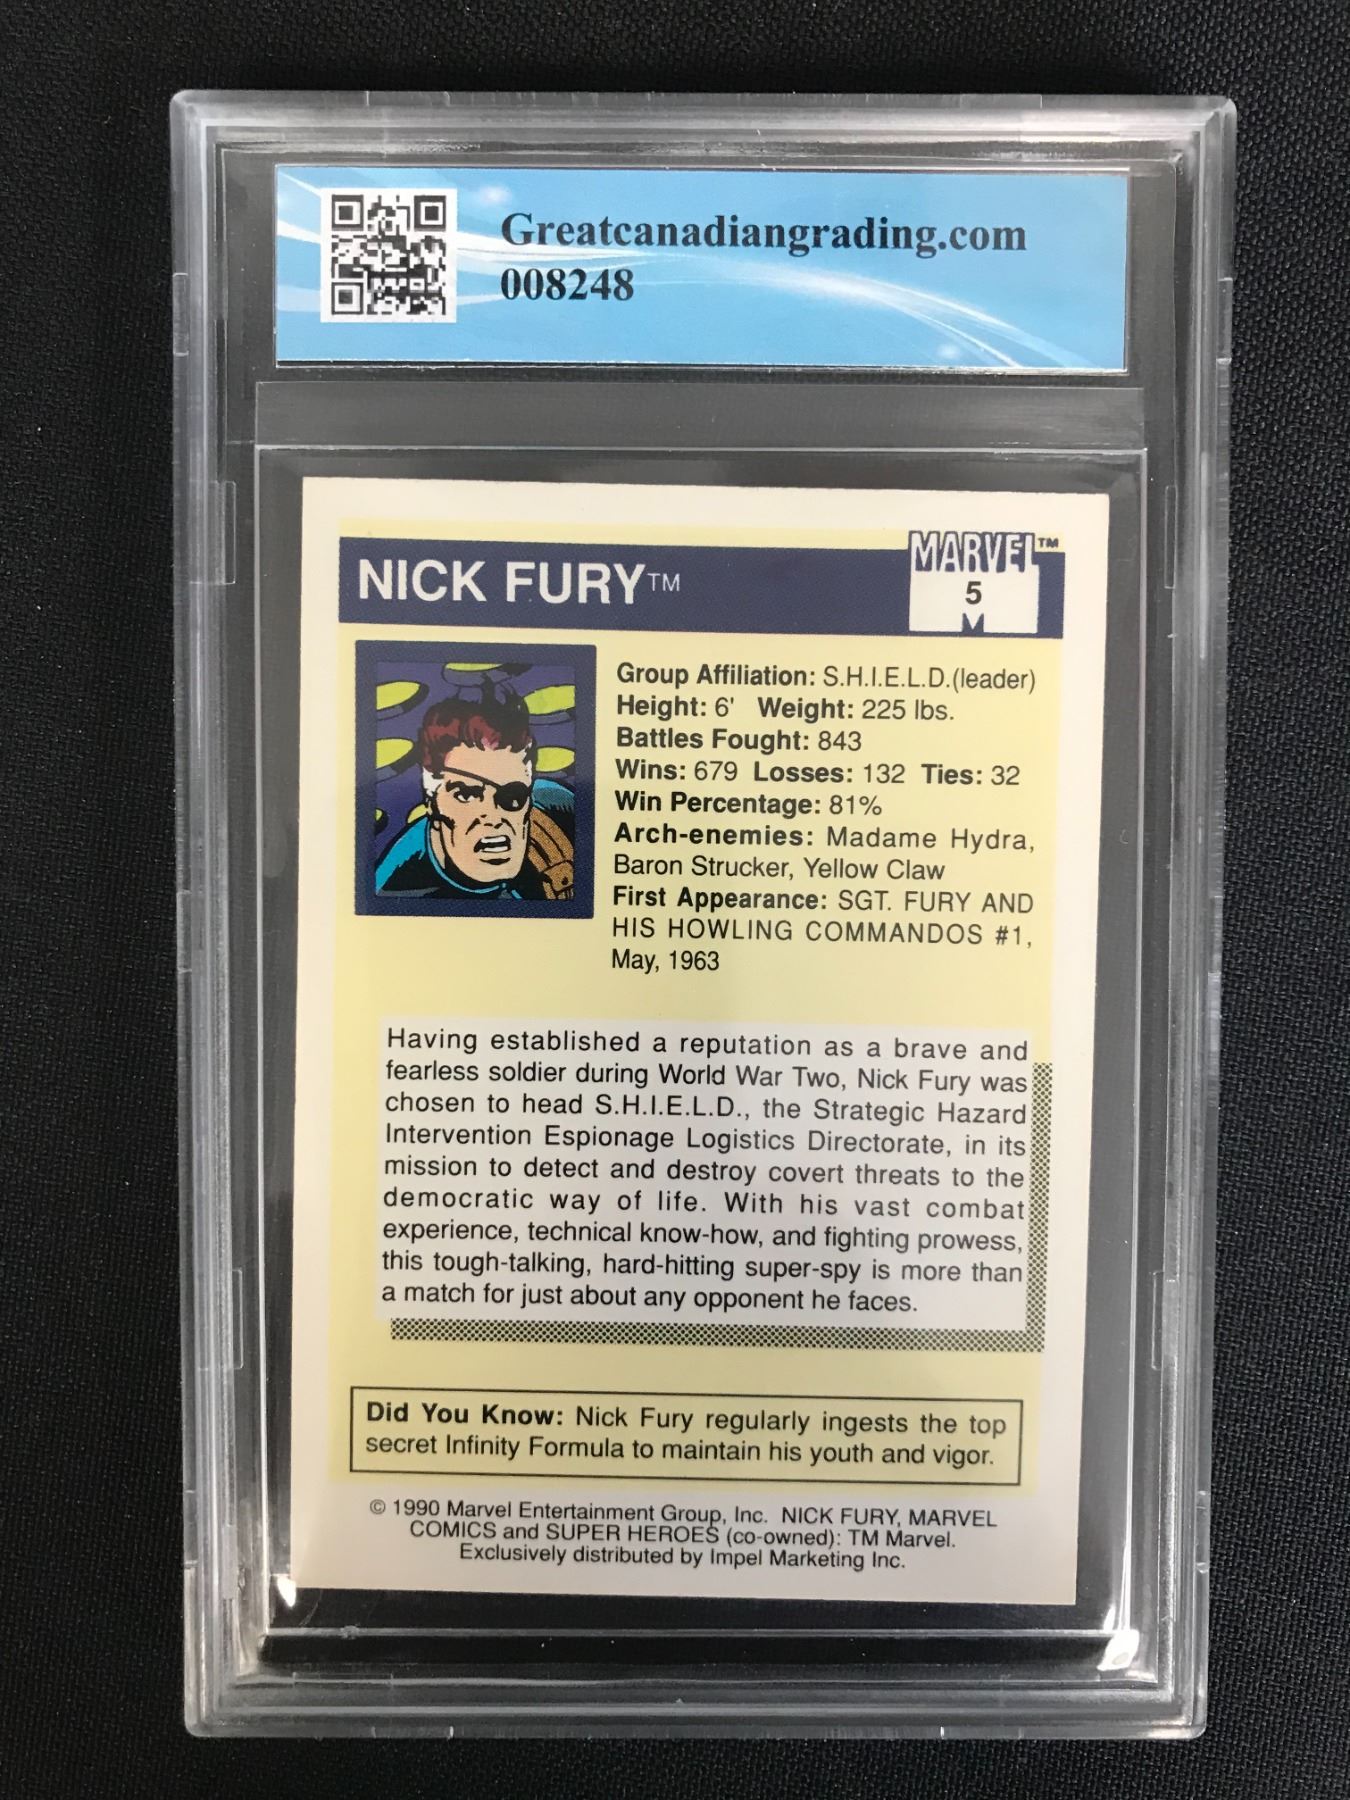 Greatcanadiangrading.com
008248
NICK FURY™
MARVEL™
5
Group Affiliation: S.H.I.E.L.D.(leader)
Height: 6' Weight: 225 lbs.
Battles Fought: 843
Wins: 679 Losses: 132 Ties: 32
Win Percentage: 81%
Arch-enemies: Madame Hydra,
Baron Strucker, Yellow Claw
First Appearance: SGT. FURY AND
HIS HOWLING COMMANDOS #1,
May, 1963
Having established a reputation as a brave and
fearless soldier during World War Two, Nick Fury was
chosen to head S.H.I.E.L.D., the Strategic Hazard
Intervention Espionage Logistics Directorate, in its
mission to detect and destroy covert threats to the
democratic way of life. With his vast combat
experience, technical know-how, and fighting prowess,
this tough-talking, hard-hitting super-spy is more than
a match for just about any opponent he faces.
Did You Know: Nick Fury regularly ingests the top
secret Infinity Formula to maintain his youth and vigor.
© 1990 Marvel Entertainment Group, Inc. NICK FURY, MARVEL
COMICS and SUPER HEROES (co-owned): TM Marvel.
Exclusively distributed by Impel Marketing Inc.